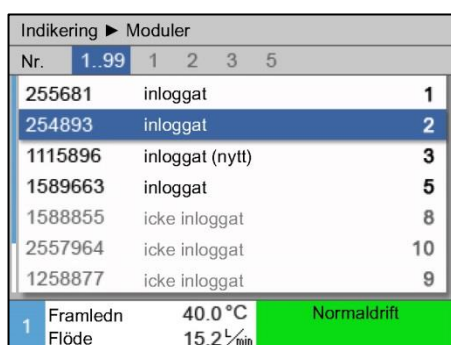 Indikering ► Moduler
Nr. 1..99 1 2 3 5
255681 inloggat 1
254893 inloggat 2
1115896 inloggat (nytt) 3
1589663 inloggat 5
1588855 icke inloggat 8
2557964 icke inloggat 10
1258877 icke inloggat 9
1 Framledn 40.0 °C Normaldrift
Flöde 15.2 L/min